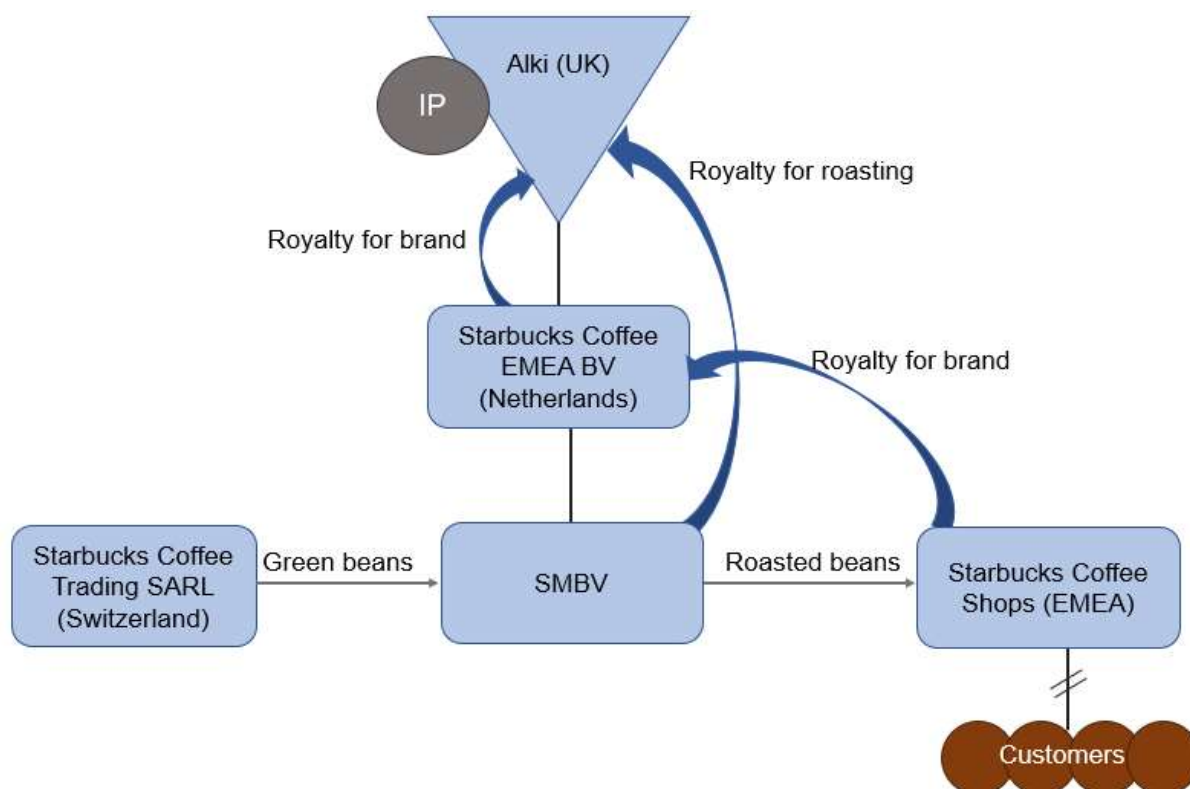 Alki (UK)
IP
Royalty for roasting
Royalty for brand
Starbucks Coffee
EMEA BV
(Netherlands)
Royalty for brand
Starbucks Coffee
Trading SARL
(Switzerland)
Green beans
SMBV
Roasted beans
Starbucks Coffee
Shops (EMEA)
Customers